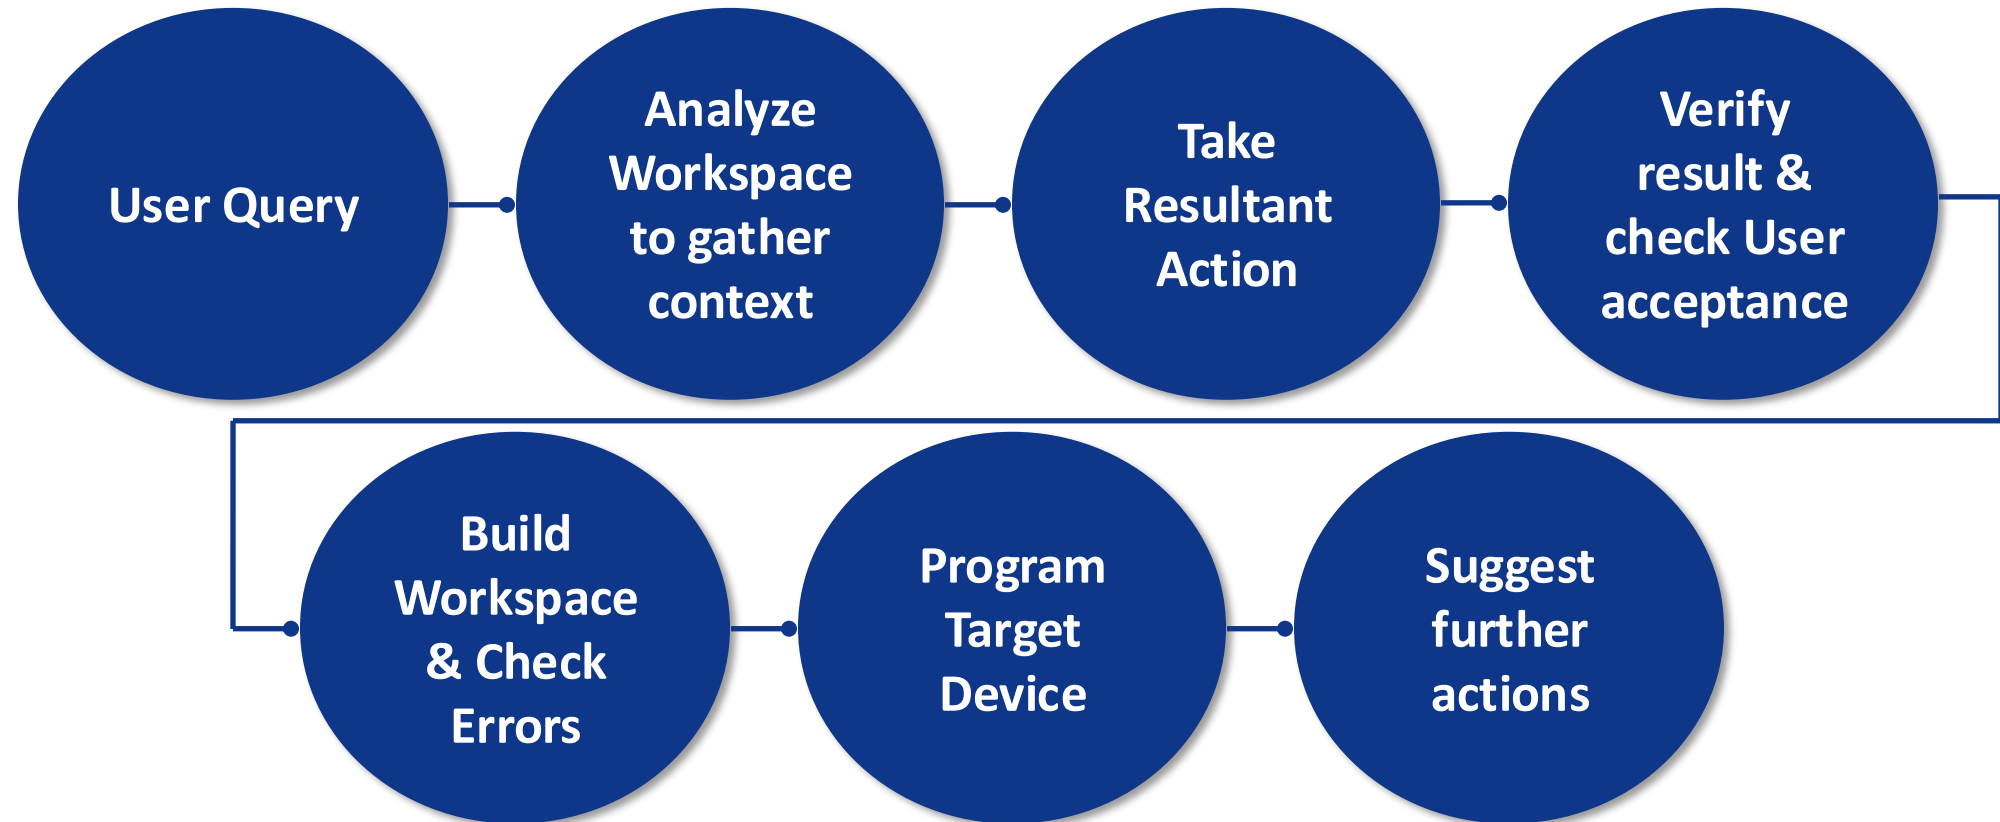 User Query
Analyze
Workspace
to gather
context
Take
Resultant
Action
Verify
result &
check User
acceptance
Build
Workspace
& Check
Errors
Program
Target
Device
Suggest
further
actions